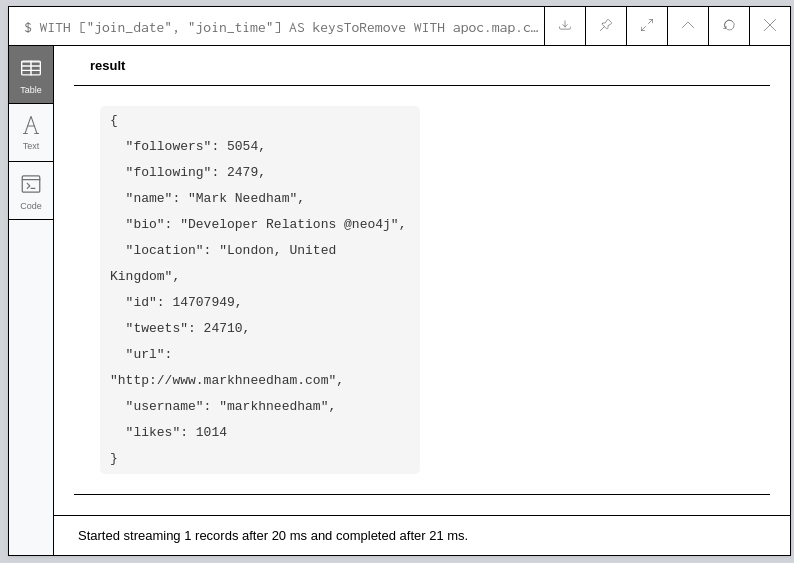 $ WITH ["join_date", "join_time"] AS keysToRemove WITH apoc.map.c…
Table
Text
Code
result
{
"followers": 5054,
"following": 2479,
"name": "Mark Needham",
"bio": "Developer Relations @neo4j",
"location": "London, United
Kingdom",
"id": 14707949,
"tweets": 24710,
"url":
"http://www.markhneedham.com",
"username": "markhneedham",
"likes": 1014
}
Started streaming 1 records after 20 ms and completed after 21 ms.